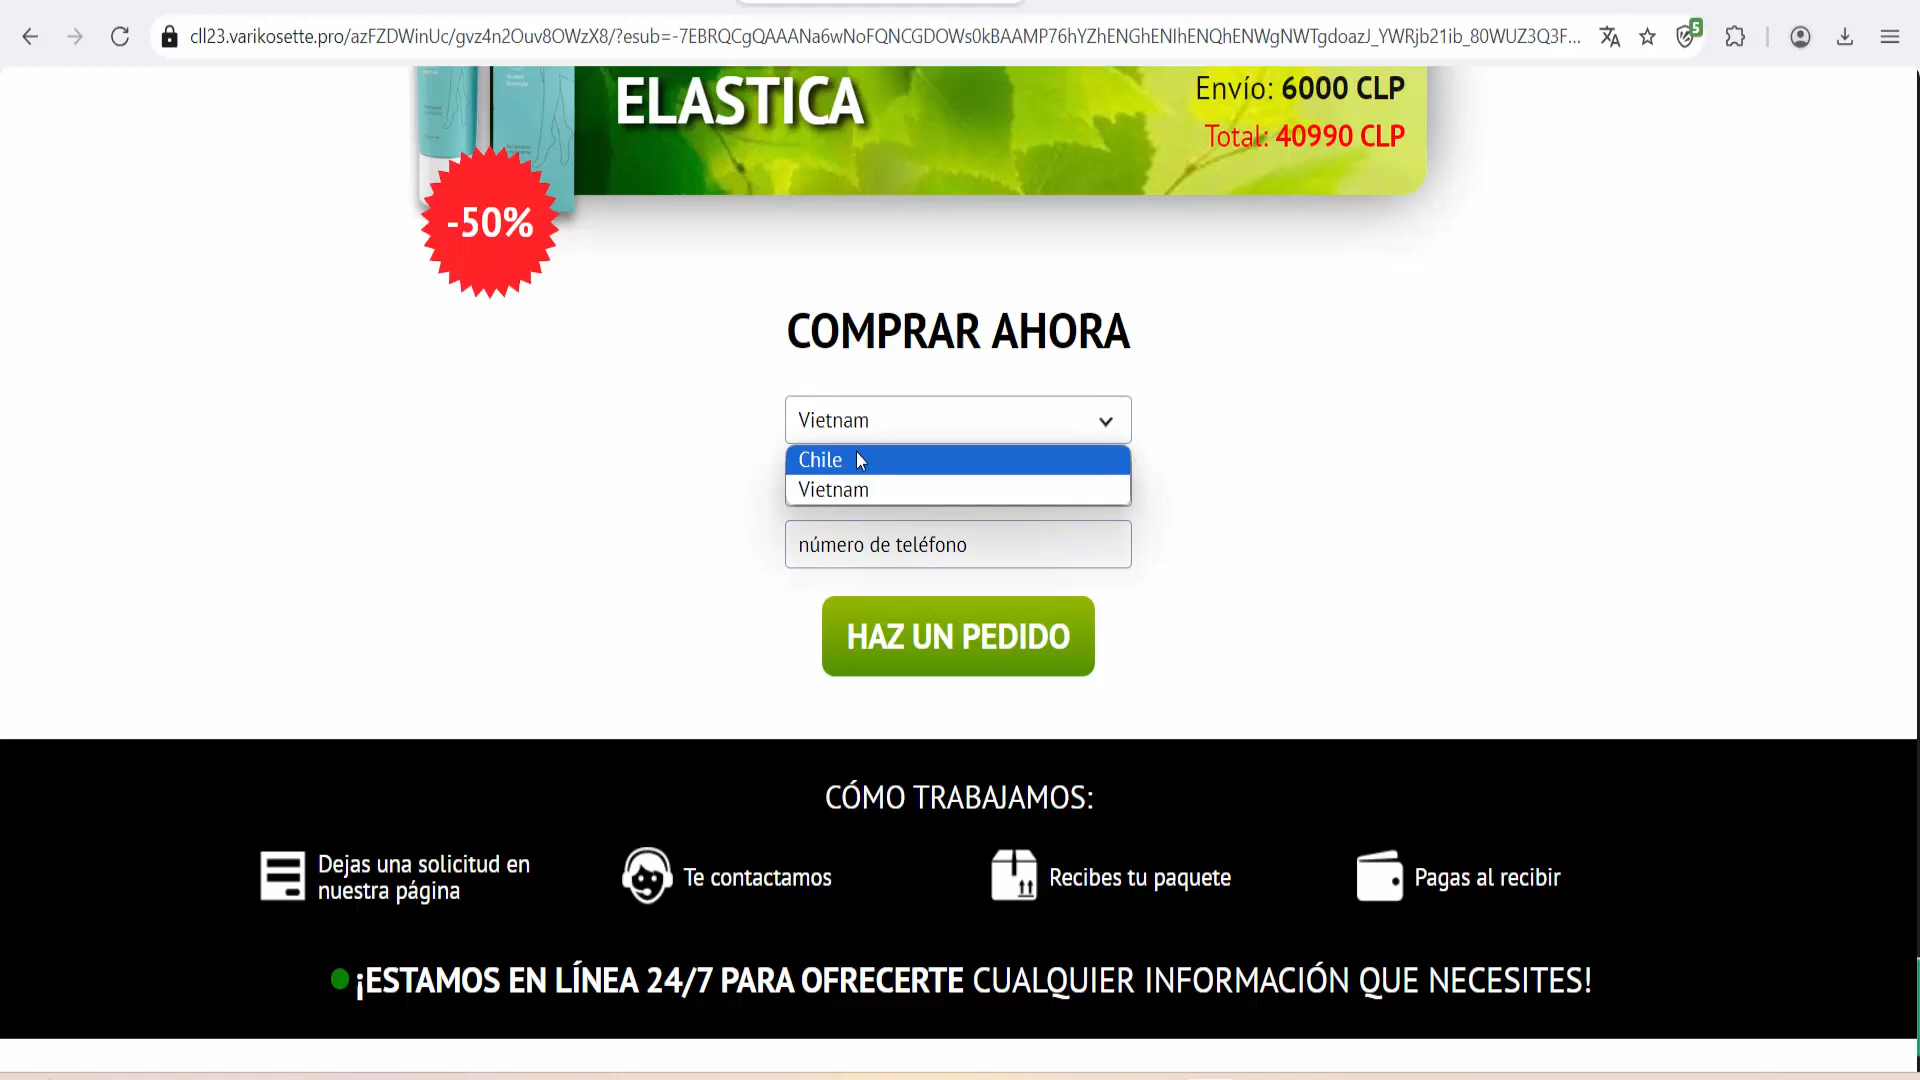 cll23.varikosette.pro/azFZDWinUc/gvz4n2Ouv8OWzX8/?esub=-7EBRQCgQAAANa6wNoFQNCGDOWs0kBAAMP76hYZhENGhENIhENQhENWgNWTgdoazJ_YWRjb21ib_80WUZ3Q3F...
5
ELASTICA
Envío: 6000 CLP
Total: 40990 CLP
-50%
COMPRAR AHORA
Vietnam
Chile
Vietnam
número de teléfono
HAZ UN PEDIDO
CÓMO TRABAJAMOS:
Dejas una solicitud en
nuestra página
Te contactamos
Recibes tu paquete
Pagas al recibir
¡ESTAMOS EN LÍNEA 24/7 PARA OFRECERTE CUALQUIER INFORMACIÓN QUE NECESITES!